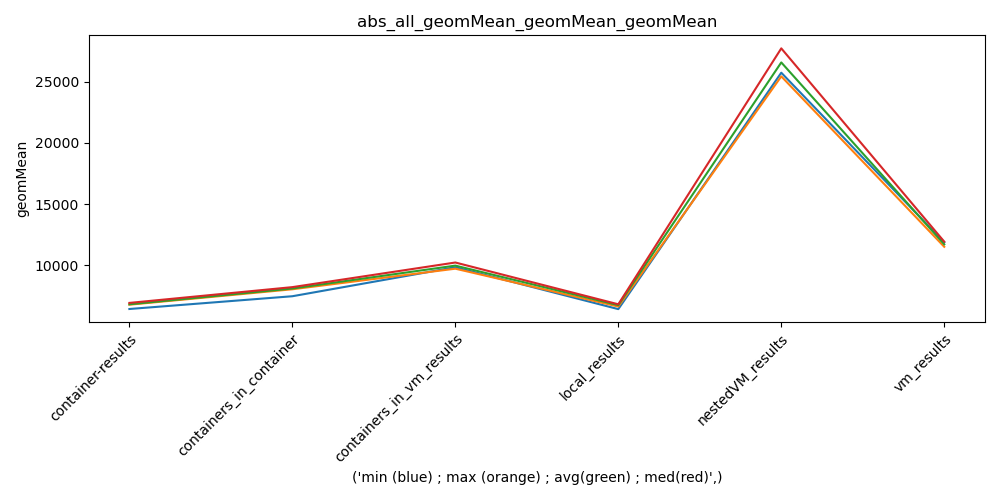 abs_all_geomMean_geomMean_geomMean
geomMean
25000
20000
15000
10000
container-results
containers_in_container
containers_in_vm_results
local_results
nestedVM_results
vm_results
('min (blue) ; max (orange) ; avg(green) ; med(red)',)